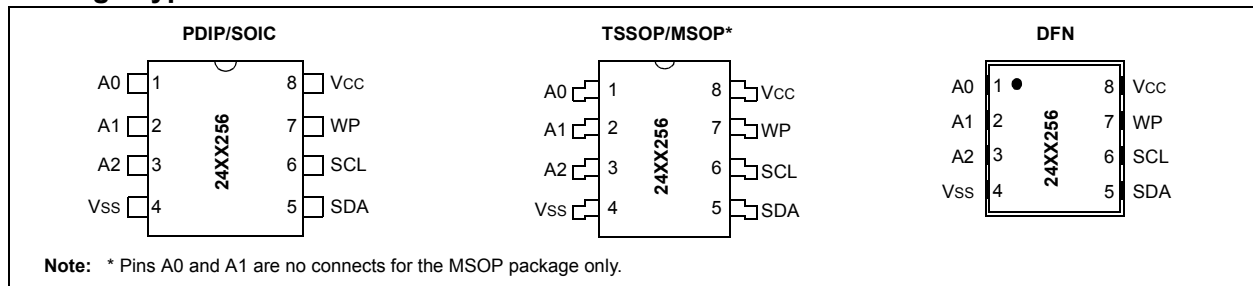 PDIP/SOIC
A0 1 8 VCC
A1 2 7 WP
A2 3 6 SCL
VSS 4 5 SDA
24XX256
TSSOP/MSOP*
A0 1 8 VCC
A1 2 7 WP
A2 3 6 SCL
VSS 4 5 SDA
24XX256
DFN
A0 1 8 VCC
A1 2 7 WP
A2 3 6 SCL
VSS 4 5 SDA
24XX256
Note: * Pins A0 and A1 are no connects for the MSOP package only.